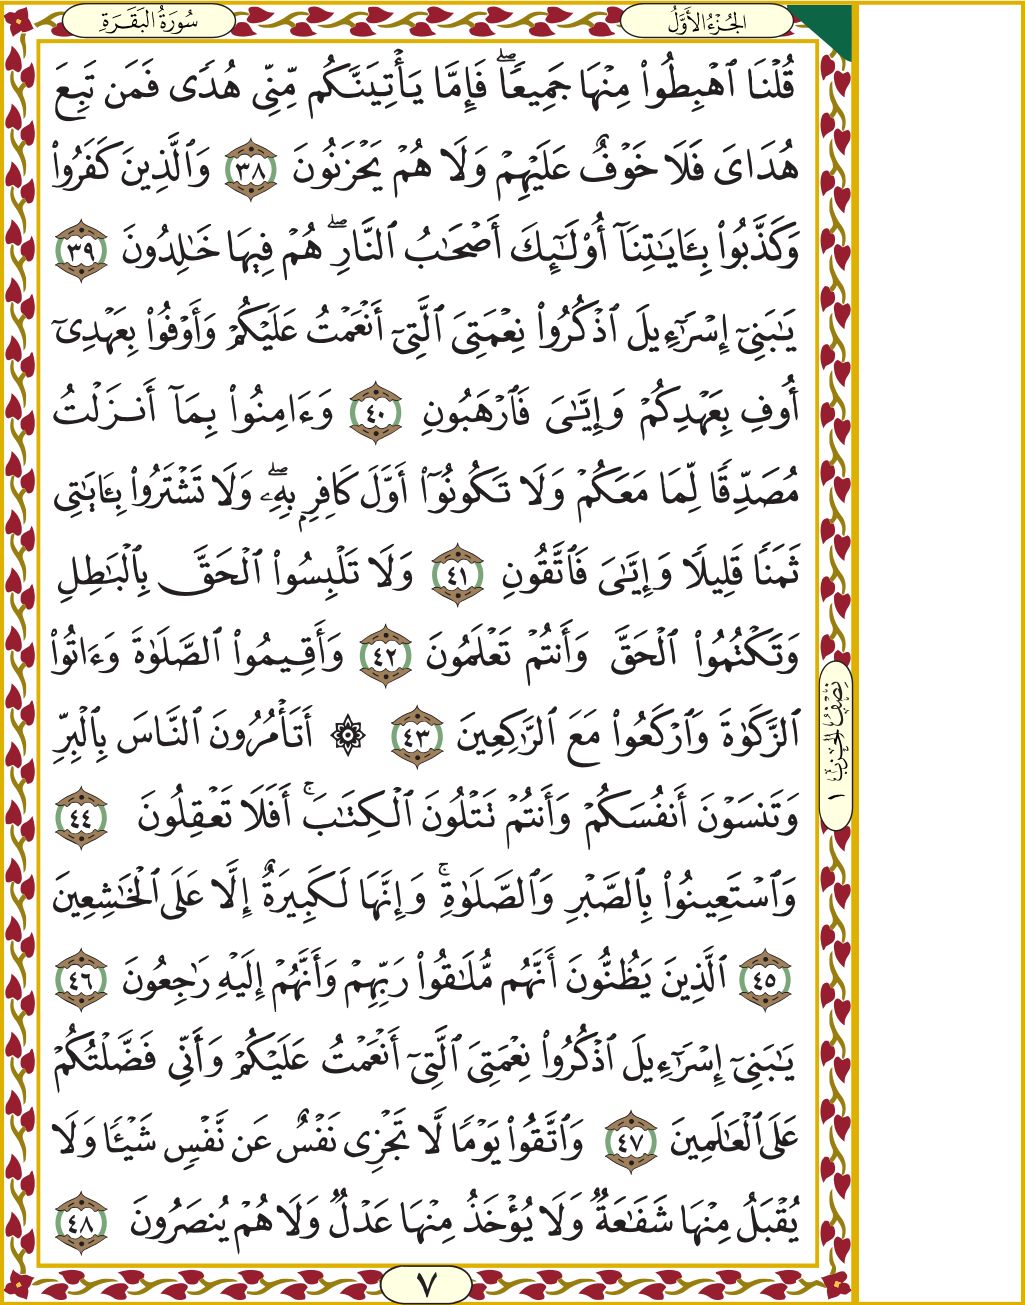 الجُزْءُ الأَوَّلُ
سُورَةُ البَقَرَةِ
قُلْنَا ٱهْبِطُوا۟ مِنْهَا جَمِيعًۭا ۖ فَإِمَّا يَأْتِيَنَّكُم مِّنِّى هُدًۭى فَمَن تَبِعَ
هُدَاىَ فَلَا خَوْفٌ عَلَيْهِمْ وَلَا هُمْ يَحْزَنُونَ ٣٨ وَٱلَّذِينَ كَفَرُوا۟
وَكَذَّبُوا۟ بِـَٔايَـٰتِنَآ أُو۟لَـٰٓئِكَ أَصْحَـٰبُ ٱلنَّارِ ۖ هُمْ فِيهَا خَـٰلِدُونَ ٣٩
يَـٰبَنِىٓ إِسْرَٰٓءِيلَ ٱذْكُرُوا۟ نِعْمَتِىَ ٱلَّتِىٓ أَنْعَمْتُ عَلَيْكُمْ وَأَوْفُوا۟ بِعَهْدِىٓ
أُوفِ بِعَهْدِكُمْ وَإِيَّـٰىَ فَٱرْهَبُونِ ٤٠ وَءَامِنُوا۟ بِمَآ أَنزَلْتُ
مُصَدِّقًۭا لِّمَا مَعَكُمْ وَلَا تَكُونُوٓا۟ أَوَّلَ كَافِرٍۭ بِهِۦ ۖ وَلَا تَشْتَرُوا۟ بِـَٔايَـٰتِى
ثَمَنًۭا قَلِيلًۭا وَإِيَّـٰىَ فَٱتَّقُونِ ٤١ وَلَا تَلْبِسُوا۟ ٱلْحَقَّ بِٱلْبَـٰطِلِ
وَتَكْتُمُوا۟ ٱلْحَقَّ وَأَنتُمْ تَعْلَمُونَ ٤٢ وَأَقِيمُوا۟ ٱلصَّلَوٰةَ وَءَاتُوا۟
ٱلزَّكَوٰةَ وَٱرْكَعُوا۟ مَعَ ٱلرَّٰكِعِينَ ٤٣ ۞ أَتَأْمُرُونَ ٱلنَّاسَ بِٱلْبِرِّ
وَتَنسَوْنَ أَنفُسَكُمْ وَأَنتُمْ تَتْلُونَ ٱلْكِتَـٰبَ ۚ أَفَلَا تَعْقِلُونَ ٤٤
وَٱسْتَعِينُوا۟ بِٱلصَّبْرِ وَٱلصَّلَوٰةِ ۚ وَإِنَّهَا لَكَبِيرَةٌ إِلَّا عَلَى ٱلْخَـٰشِعِينَ
٤٥ ٱلَّذِينَ يَظُنُّونَ أَنَّهُم مُّلَـٰقُوا۟ رَبِّهِمْ وَأَنَّهُمْ إِلَيْهِ رَٰجِعُونَ ٤٦
يَـٰبَنِىٓ إِسْرَٰٓءِيلَ ٱذْكُرُوا۟ نِعْمَتِىَ ٱلَّتِىٓ أَنْعَمْتُ عَلَيْكُمْ وَأَنِّى فَضَّلْتُكُمْ
عَلَى ٱلْعَـٰلَمِينَ ٤٧ وَٱتَّقُوا۟ يَوْمًۭا لَّا تَجْزِى نَفْسٌ عَن نَّفْسٍۢ شَيْـًۭٔا وَلَا
يُقْبَلُ مِنْهَا شَفَـٰعَةٌۭ وَلَا يُؤْخَذُ مِنْهَا عَدْلٌۭ وَلَا هُمْ يُنصَرُونَ ٤٨
نِصْفُ الْحِزْبِ ١
٧